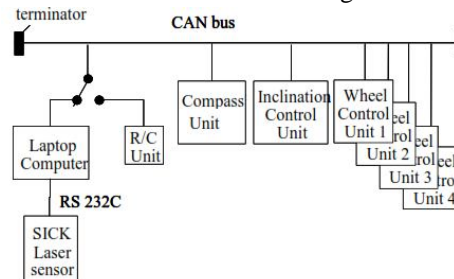 terminator
CAN bus
Compass
Unit
Inclination
Control
Unit
Wheel
Control
Unit 1
Unit 2
Unit 3
Unit 4
Laptop
Computer
R/C
Unit
RS 232C
SICK
Laser
sensor